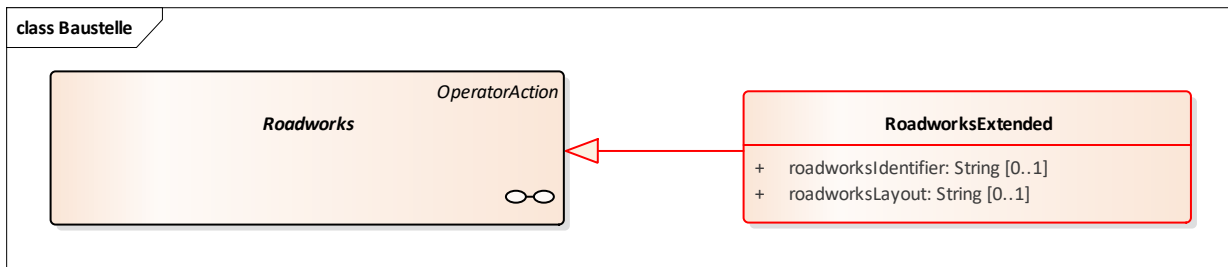 class Baustelle
OperatorAction
Roadworks
RoadworksExtended
+ roadworksIdentifier: String [0..1]
+ roadworksLayout: String [0..1]